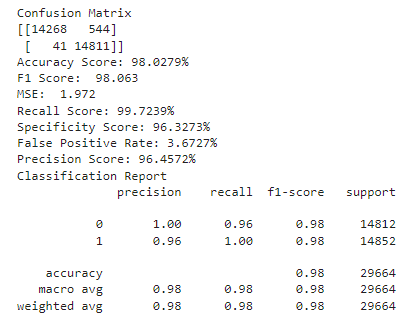 Confusion Matrix
[[14268   544]
 [   41 14811]]
Accuracy Score: 98.0279%
F1 Score:  98.063
MSE:  1.972
Recall Score: 99.7239%
Specificity Score: 96.3273%
False Positive Rate: 3.6727%
Precision Score: 96.4572%
Classification Report
              precision    recall  f1-score   support

           0       1.00      0.96      0.98     14812
           1       0.96      1.00      0.98     14852

    accuracy                           0.98     29664
   macro avg       0.98      0.98      0.98     29664
weighted avg       0.98      0.98      0.98     29664